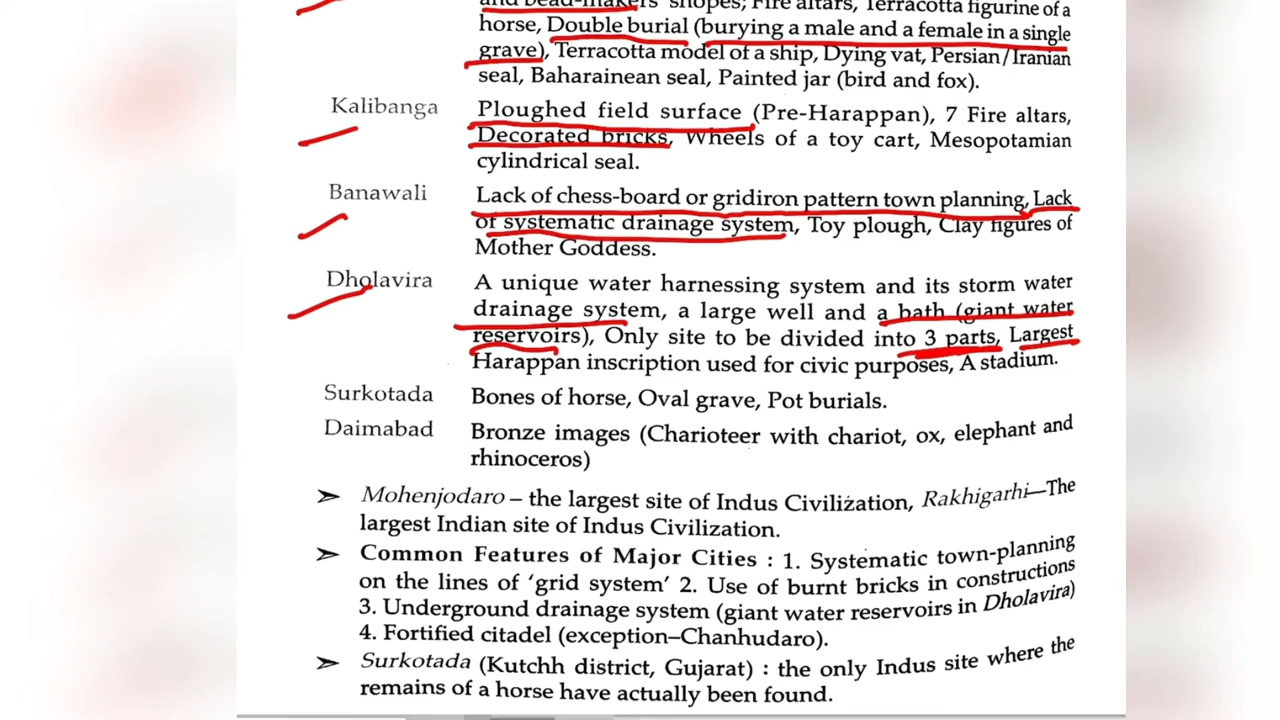 and bead-makers' shopes; Fire altars, Terracotta figurine of a
horse, Double burial (burying a male and a female in a single
grave), Terracotta model of a ship, Dying vat, Persian/Iranian
seal, Baharainean seal, Painted jar (bird and fox).
Kalibanga Ploughed field surface (Pre-Harappan), 7 Fire altars,
Decorated bricks, Wheels of a toy cart, Mesopotamian
cylindrical seal.
Banawali Lack of chess-board or gridiron pattern town planning, Lack
of systematic drainage system, Toy plough, Clay figures of
Mother Goddess.
Dholavira A unique water harnessing system and its storm water
drainage system, a large well and a bath (giant water
reservoirs), Only site to be divided into 3 parts, Largest
Harappan inscription used for civic purposes, A stadium.
Surkotada Bones of horse, Oval grave, Pot burials.
Daimabad Bronze images (Charioteer with chariot, ox, elephant and
rhinoceros)
➢ Mohenjodaro – the largest site of Indus Civilization, Rakhigarhi—The
largest Indian site of Indus Civilization.
➢ Common Features of Major Cities : 1. Systematic town-planning
on the lines of 'grid system' 2. Use of burnt bricks in constructions
3. Underground drainage system (giant water reservoirs in Dholavira)
4. Fortified citadel (exception–Chanhudaro).
➢ Surkotada (Kutchh district, Gujarat) : the only Indus site where the
remains of a horse have actually been found.